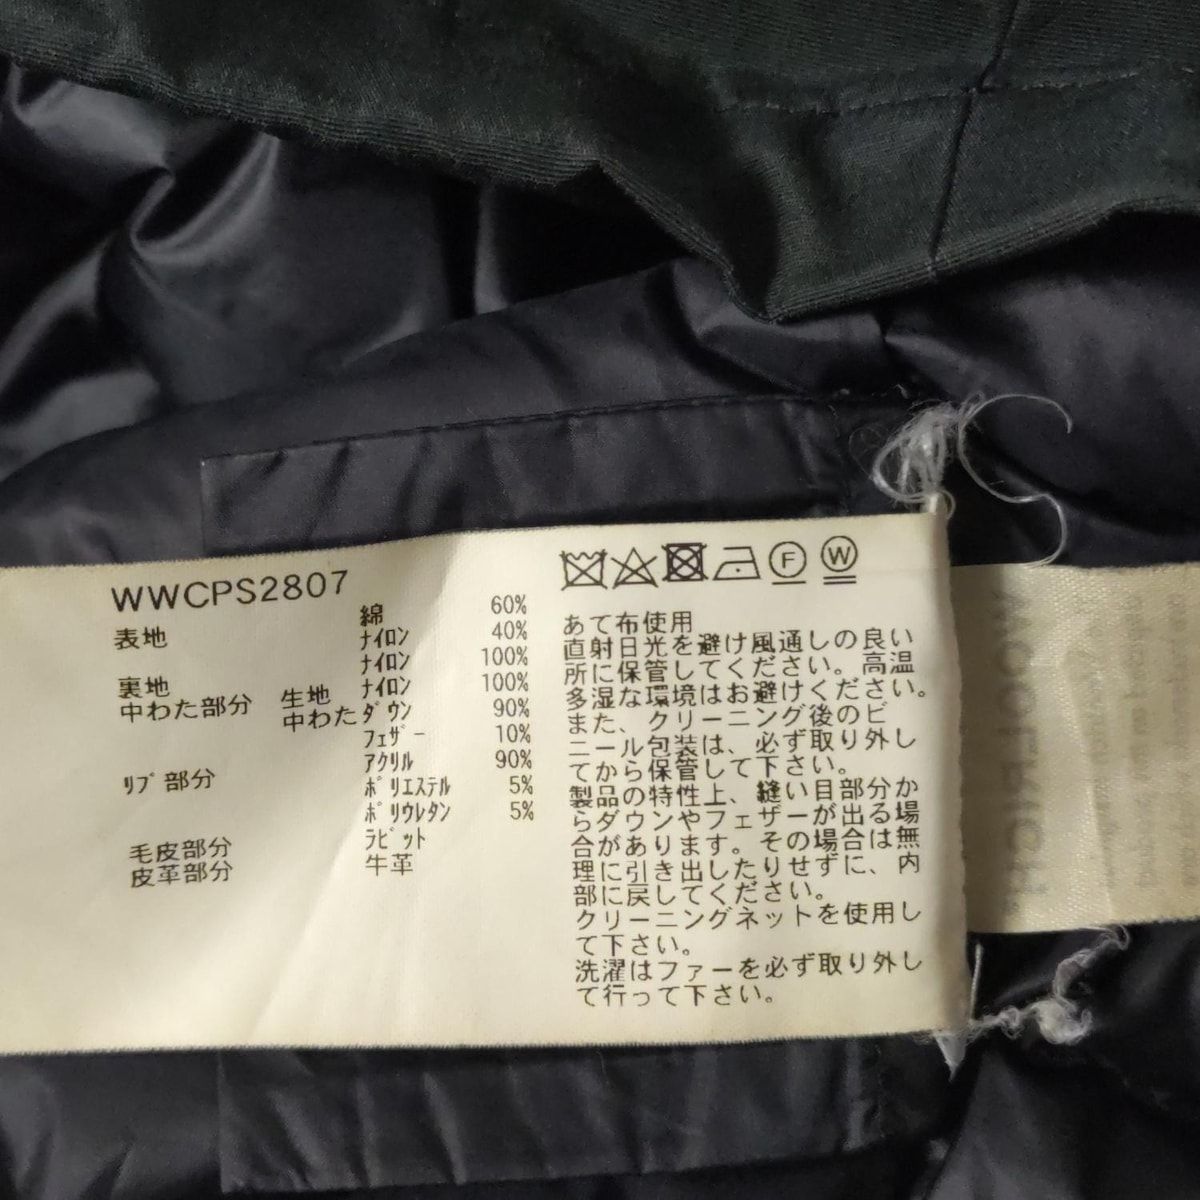 WWCPS2807
表地 綿 60%
ナイロン 40%
裏地 ナイロン 100%
中わた部分 生地 ナイロン 100%
中わた ダウン 90%
フェザー 10%
リブ部分 アクリル 90%
ポリエステル 5%
ポリウレタン 5%
毛皮部分 ラビット
皮革部分 牛革
F W
あて布使用
直射日光を避け風通しの良い
所に保管してください。高温
多湿な環境はお避けください。
また、クリーニング後のビ
ニール包装は、必ず取り外し
てから保管して下さい。
製品の特性上、縫い目部分か
らダウンやフェザーが出る場
合があります。その場合は無
理に引き出したりせずに、内
部に戻してください。
クリーニングネットを使用し
て下さい。
洗濯はファーを必ず取り外し
て行って下さい。